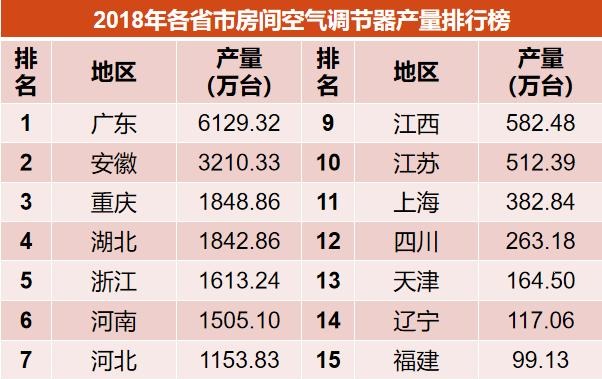 2018年各省市房间空气调节器产量排行榜
排名 地区 产量（万台） 排名 地区 产量（万台）
1 广东 6129.32 9 江西 582.48
2 安徽 3210.33 10 江苏 512.39
3 重庆 1848.86 11 上海 382.84
4 湖北 1842.86 12 四川 263.18
5 浙江 1613.24 13 天津 164.50
6 河南 1505.10 14 辽宁 117.06
7 河北 1153.83 15 福建 99.13